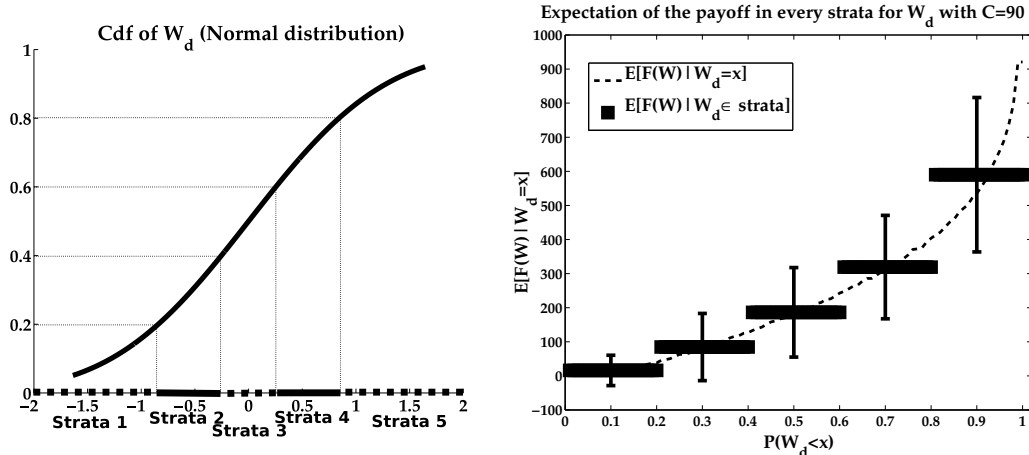 Cdf of W_d (Normal distribution)
1
0.8
0.6
0.4
0.2
0
-2 -1.5 -1 -0.5 0 0.5 1 1.5 2
Strata 1 Strata 2 Strata 3 Strata 4 Strata 5
Expectation of the payoff in every strata for W_d with C=90
1000
900
800
700
600
500
400
300
200
100
0
-100
E[F(W) | W_d=x]
E[F(W) | W_d=x]
E[F(W) | W_d∈ strata]
0 0.1 0.2 0.3 0.4 0.5 0.6 0.7 0.8 0.9 1
P(W_d<x)